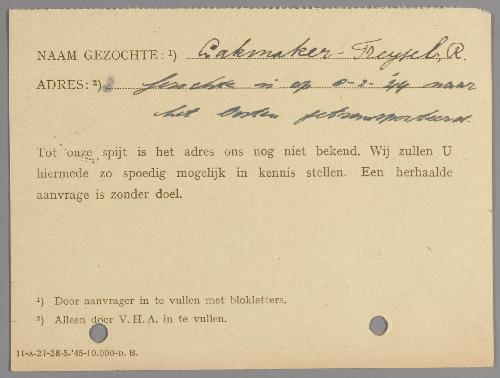 NAAM GEZOCHTE: ¹) Lakmaker-Freysel, R.
ADRES: ²) Gezochte is op 8-2-'44 naar
het Oosten getransporteerd.
Tot onze spijt is het adres ons nog niet bekend. Wij zullen U
hiermede zo spoedig mogelijk in kennis stellen. Een herhaalde
aanvrage is zonder doel.
¹) Door aanvrager in te vullen met blokletters.
²) Alleen door V.H.A. in te vullen.
11-A-27-28-5-'45-10.000-D. B.